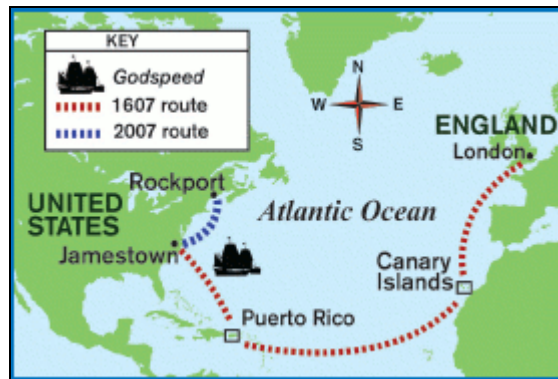 KEY
Godspeed
1607 route
2007 route
N
W
E
S
ENGLAND
London
Rockport
UNITED
STATES
Atlantic Ocean
Jamestown
Canary
Islands
Puerto Rico